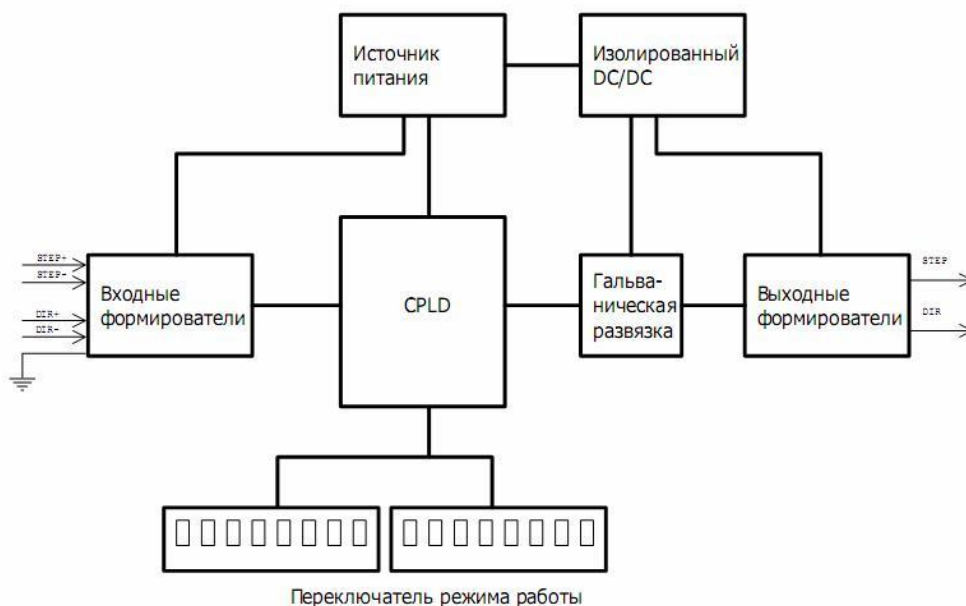 Источник
питания
Изолированный
DC/DC
STEP+
STEP-
DIR+
DIR-
Входные
формирователи
CPLD
Гальва-
ническая
развязка
Выходные
формирователи
STEP
DIR
Переключатель режима работы